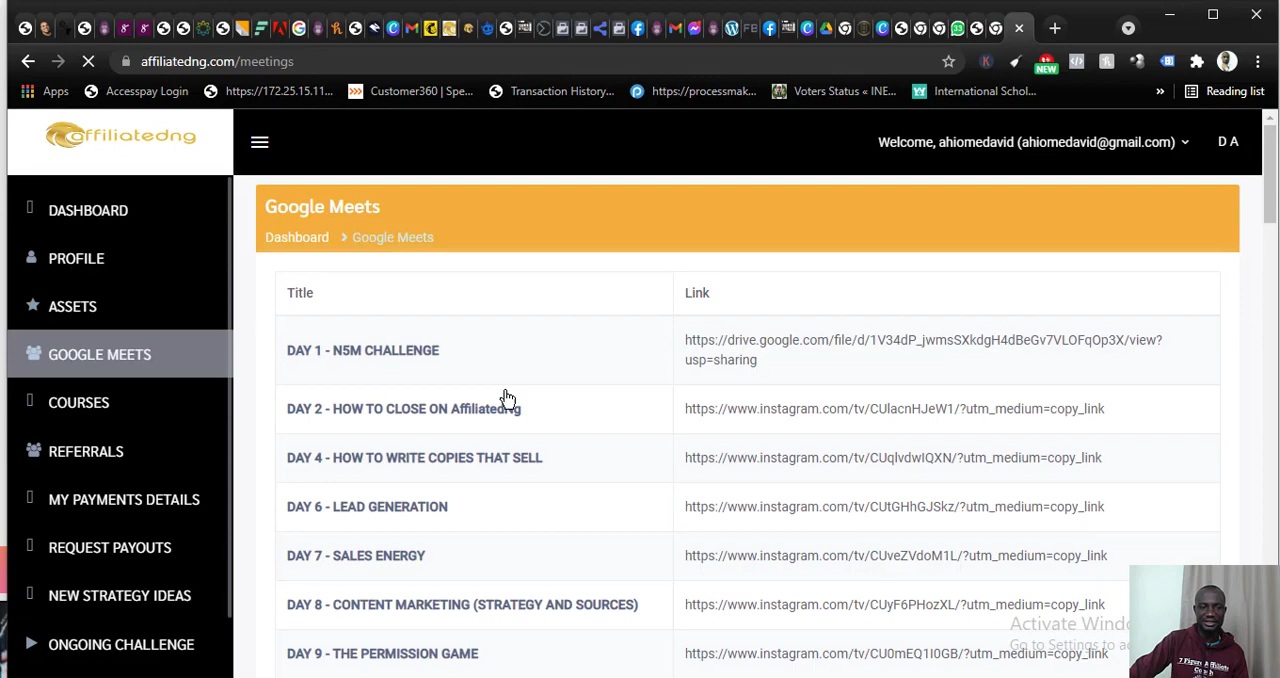 affiliatedng.com/meetings
NEW
Apps
Accesspay Login
https://172.25.15.11...
Customer360 | Spe...
Transaction History...
https://processmak...
Voters Status « INE...
International Schol...
»
Reading list
affiliatedng
Welcome, ahiomedavid (ahiomedavid@gmail.com)
D A
DASHBOARD
PROFILE
ASSETS
GOOGLE MEETS
COURSES
REFERRALS
MY PAYMENTS DETAILS
REQUEST PAYOUTS
NEW STRATEGY IDEAS
ONGOING CHALLENGE
Google Meets
Dashboard > Google Meets
Title
Link
DAY 1 - N5M CHALLENGE
https://drive.google.com/file/d/1V34dP_jwmsSXkdgH4dBeGv7VLOFqOp3X/view?
usp=sharing
DAY 2 - HOW TO CLOSE ON Affiliatedng
https://www.instagram.com/tv/CUlacnHJeW1/?utm_medium=copy_link
DAY 4 - HOW TO WRITE COPIES THAT SELL
https://www.instagram.com/tv/CUqlvdwIQXN/?utm_medium=copy_link
DAY 6 - LEAD GENERATION
https://www.instagram.com/tv/CUtGHhGJSkz/?utm_medium=copy_link
DAY 7 - SALES ENERGY
https://www.instagram.com/tv/CUveZVdoM1L/?utm_medium=copy_link
DAY 8 - CONTENT MARKETING (STRATEGY AND SOURCES)
https://www.instagram.com/tv/CUyF6PHozXL/?utm_medium=copy_link
DAY 9 - THE PERMISSION GAME
https://www.instagram.com/tv/CU0mEQ1I0GB/?utm_medium=copy_link
Activate Windo
Go to Settings to a
7 Figure Affiliate